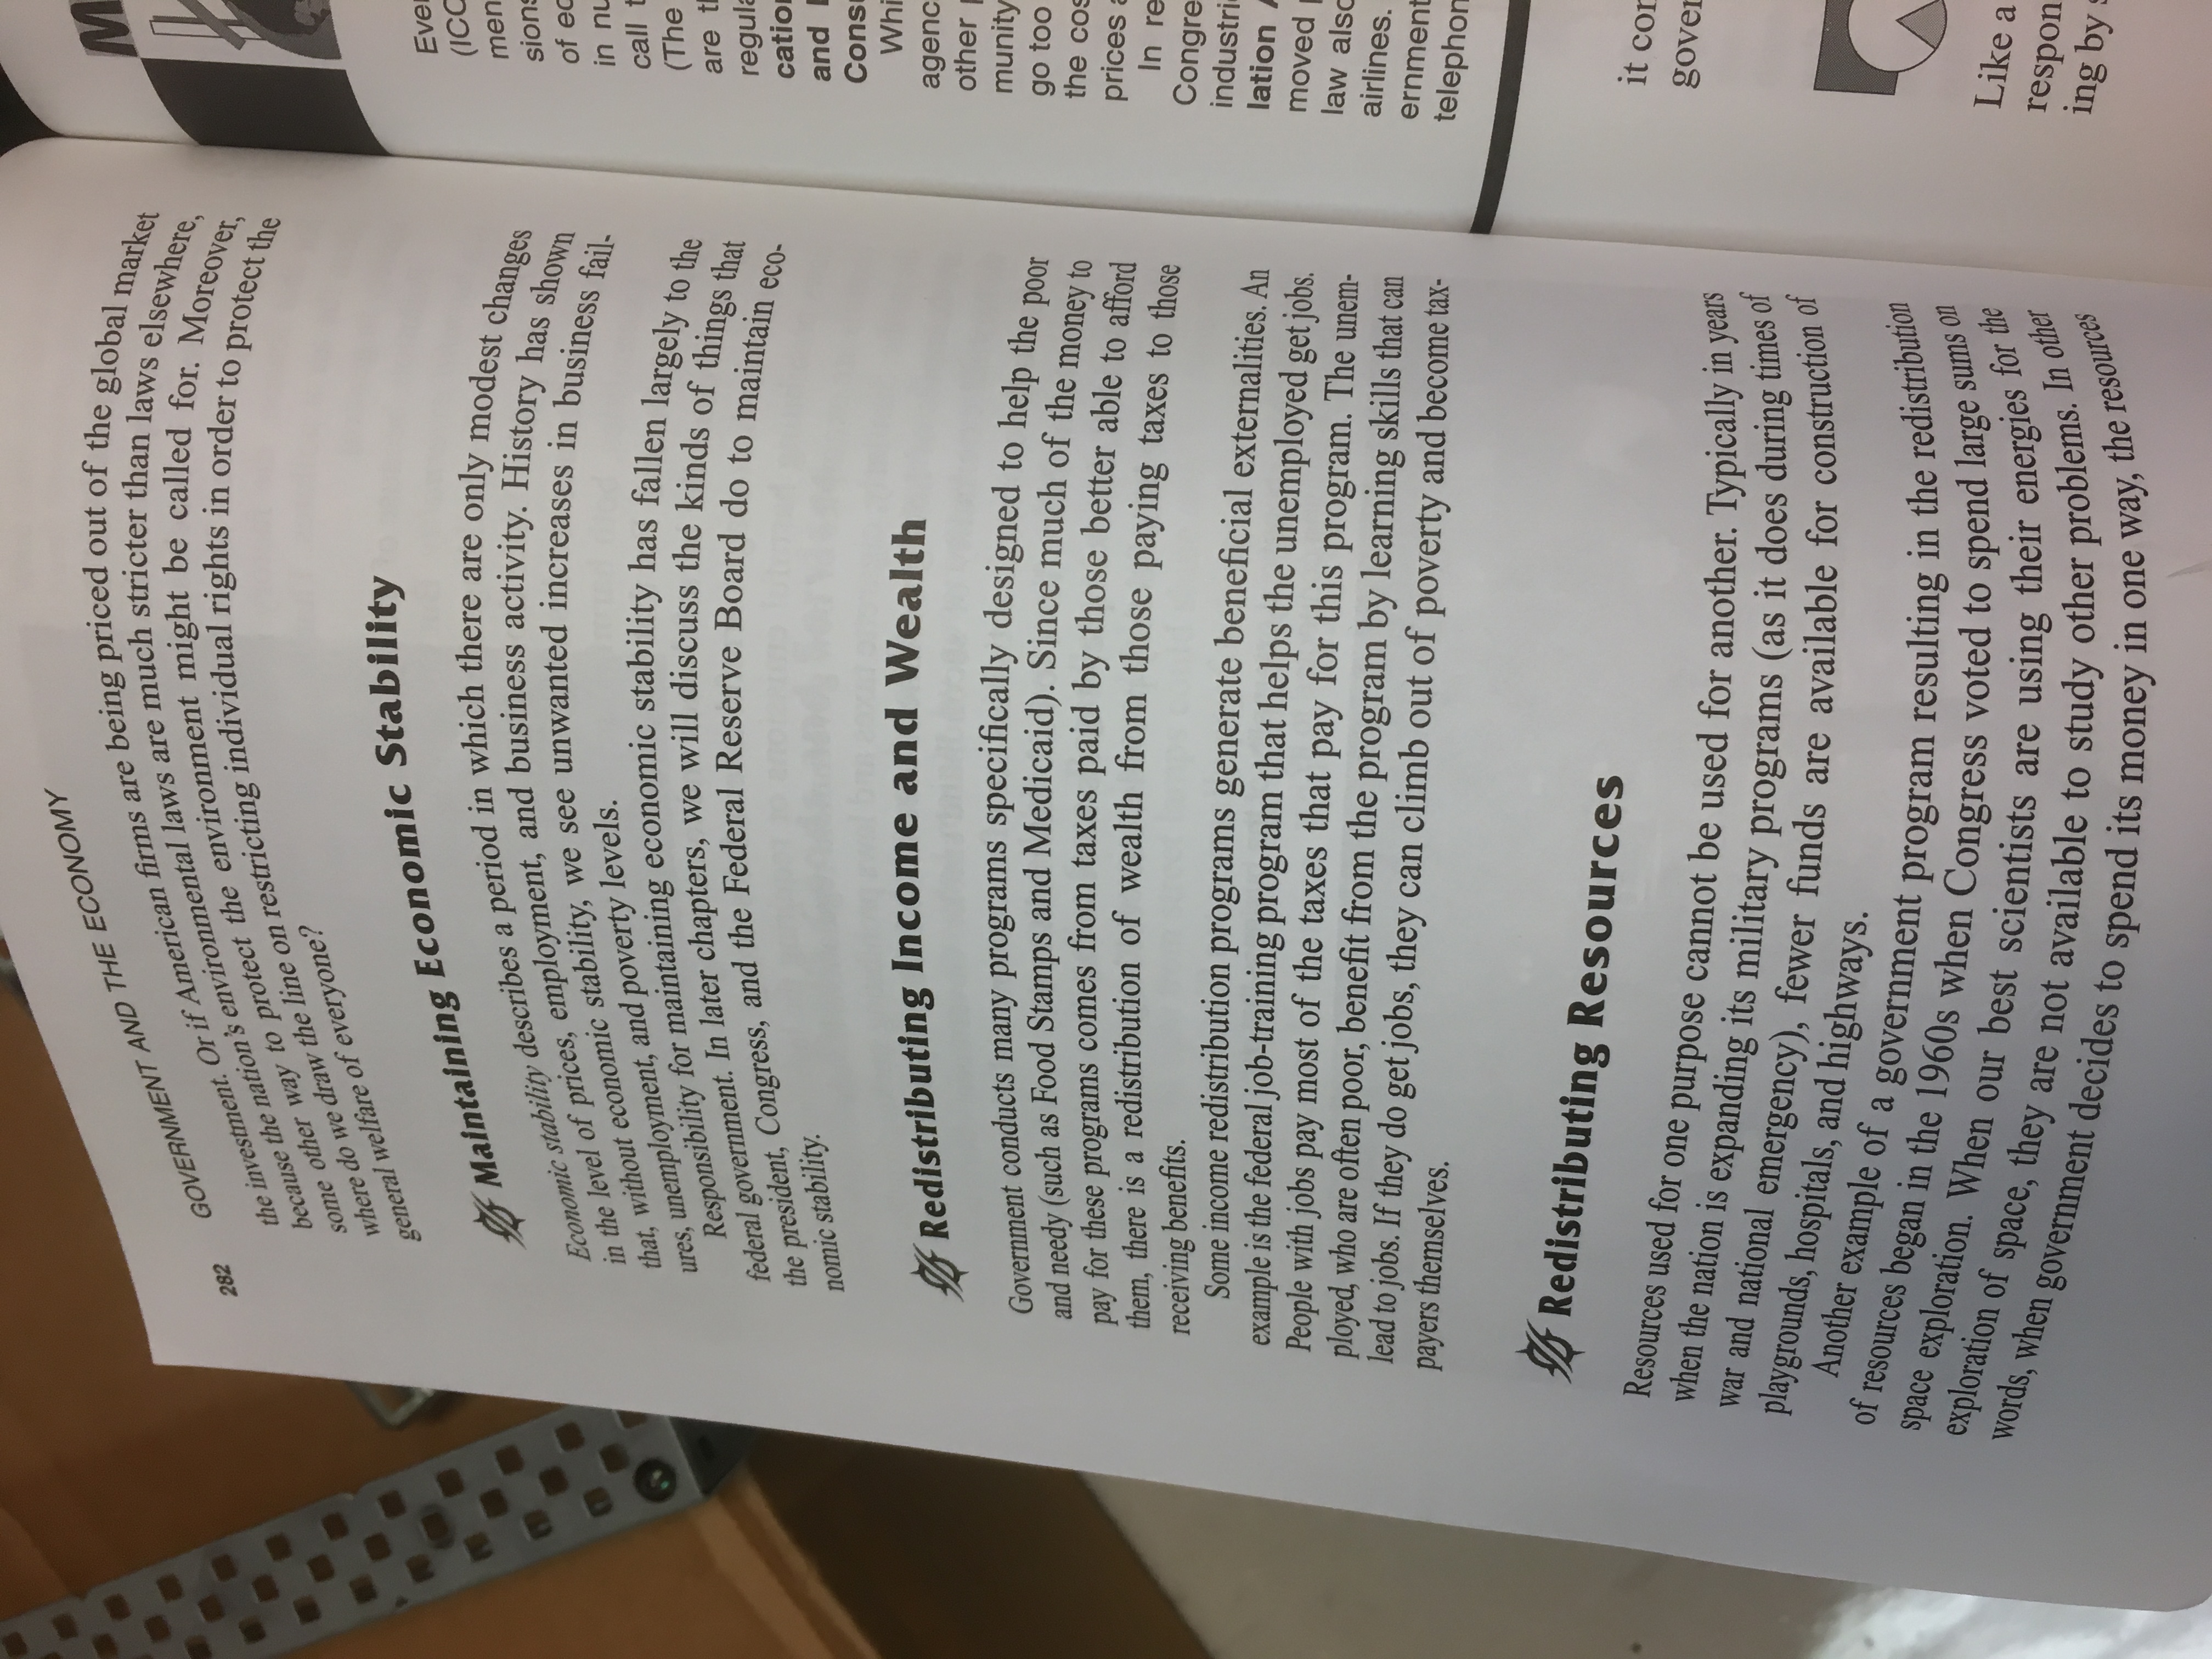 282 GOVERNMENT AND THE ECONOMY
the investment. Or if American firms are being priced out of the global market
because the nation's environmental laws are much stricter than laws elsewhere,
some other way to protect the environment might be called for. Moreover,
where do we draw the line on restricting individual rights in order to protect the
general welfare of everyone?
Maintaining Economic Stability
Economic stability describes a period in which there are only modest changes
in the level of prices, employment, and business activity. History has shown
that, without economic stability, we see unwanted increases in business fail-
ures, unemployment, and poverty levels.
Responsibility for maintaining economic stability has fallen largely to the
federal government. In later chapters, we will discuss the kinds of things that
the president, Congress, and the Federal Reserve Board do to maintain eco-
nomic stability.
Redistributing Income and Wealth
Government conducts many programs specifically designed to help the poor
and needy (such as Food Stamps and Medicaid). Since much of the money to
pay for these programs comes from taxes paid by those better able to afford
them, there is a redistribution of wealth from those paying taxes to those
receiving benefits.
Some income redistribution programs generate beneficial externalities. An
example is the federal job-training program that helps the unemployed get jobs.
People with jobs pay most of the taxes that pay for this program. The unem-
ployed, who are often poor, benefit from the program by learning skills that can
lead to jobs. If they do get jobs, they can climb out of poverty and become tax-
payers themselves.
Redistributing Resources
Resources used for one purpose cannot be used for another. Typically in years
when the nation is expanding its military programs (as it does during times of
war and national emergency), fewer funds are available for construction of
playgrounds, hospitals, and highways.
Another example of a government program resulting in the redistribution
of resources began in the 1960s when Congress voted to spend large sums on
space exploration. When our best scientists are using their energies for the
exploration of space, they are not available to study other problems. In other
words, when government decides to spend its money in one way, the resources
M
Eve
(ICC
men
sions
of ec
in nu
call t
(The
are th
regula
cation
and
Cons
Whi
agenc
other p
munity
go too
the cos
prices a
In re
Congre
industri
lation A
moved p
law also
airlines.
ernment
telephon
it con
gover
Like a
respon
ing by s